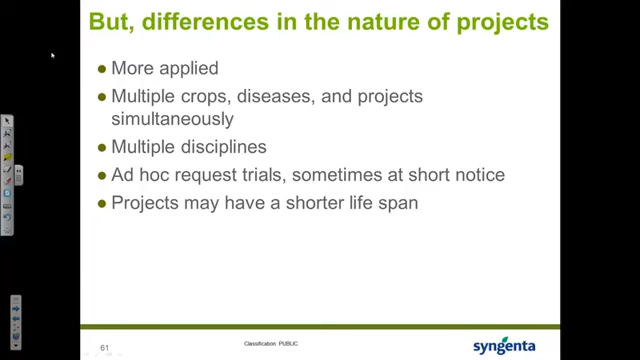 But, differences in the nature of projects
More applied
Multiple crops, diseases, and projects
simultaneously
Multiple disciplines
Ad hoc request trials, sometimes at short notice
Projects may have a shorter life span
61
Classification PUBLIC
syngenta